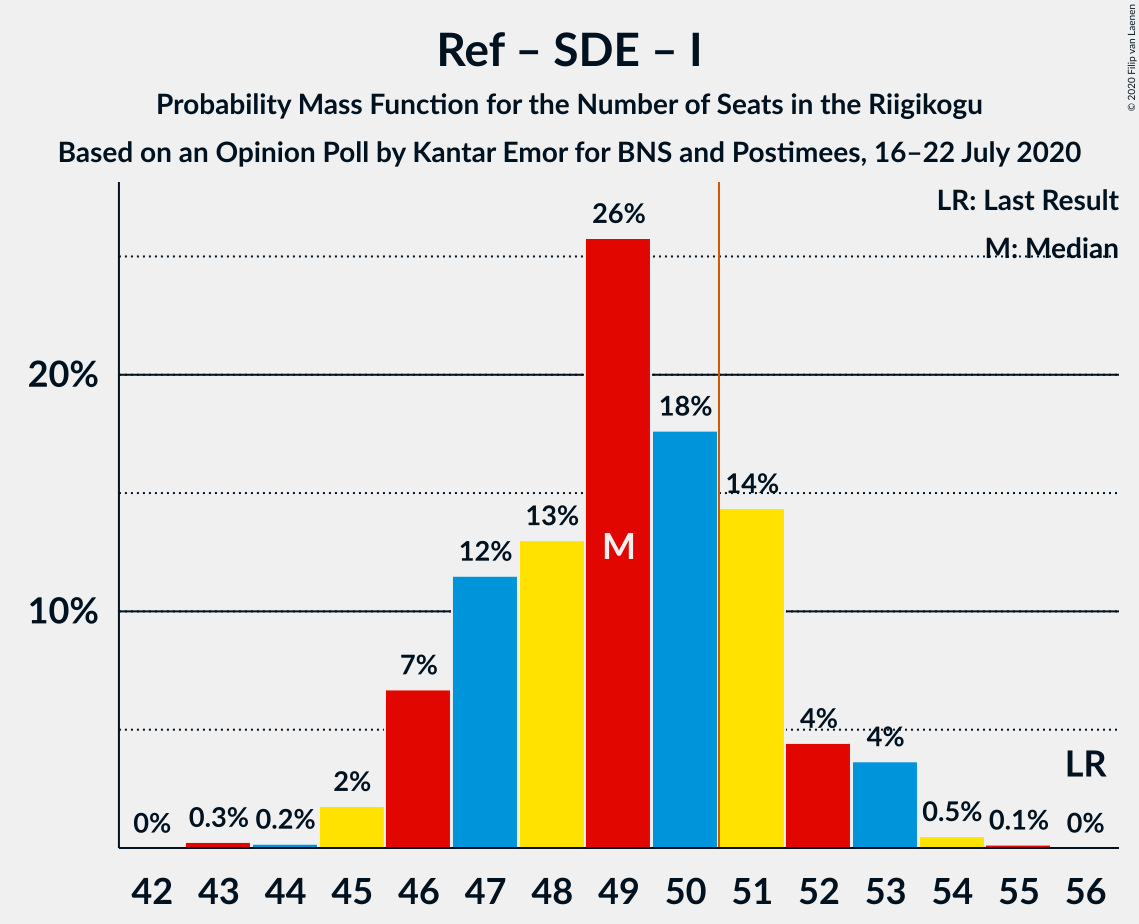 Ref – SDE – I
Probability Mass Function for the Number of Seats in the Riigikogu
Based on an Opinion Poll by Kantar Emor for BNS and Postimees, 16–22 July 2020
© 2020 Filip van Laenen
LR: Last Result
M: Median
26%
20%
18%
14%
13%
12%
M
10%
7%
4%
4%
LR
2%
0%
0.3%
0.2%
0.5%
0.1%
0%
42 43 44 45 46 47 48 49 50 51 52 53 54 55 56